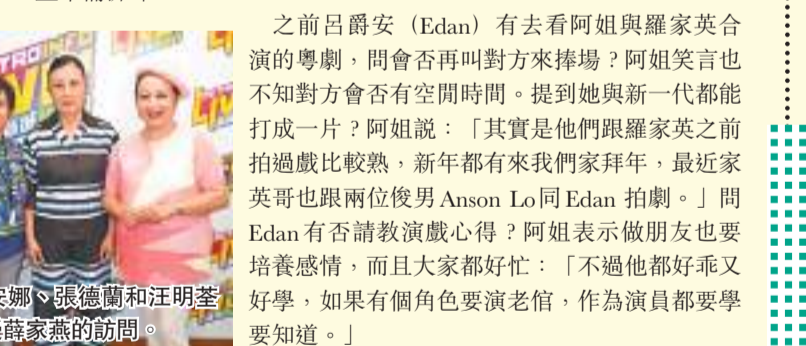 之前呂爵安（Edan）有去看阿姐與羅家英合
演的粵劇，問會否再叫對方來捧場？阿姐笑言也
不知對方會否有空閒時間。提到她與新一代都能
打成一片？阿姐説：「其實是他們跟羅家英之前
拍過戲比較熟，新年都有來我們家拜年，最近家
英哥也跟兩位俊男Anson Lo同Edan 拍劇。」問
Edan有否請教演戲心得？阿姐表示做朋友也要
培養感情，而且大家都好忙：「不過他都好乖又
好學，如果有個角色要演老倌，作為演員都要學
要知道。」
安娜、張德蘭和汪明荃
薛家燕的訪問。